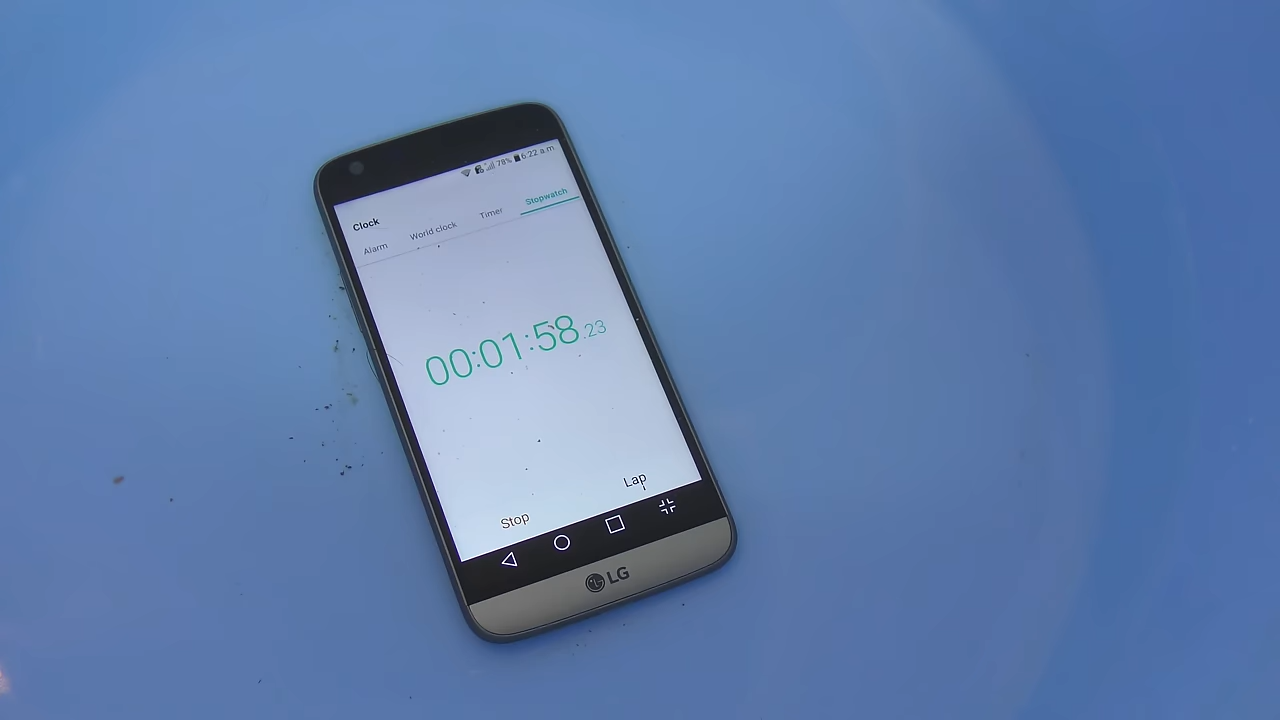 78% 6:22 a.m
Clock
Alarm World clock Timer Stopwatch
00:01:58.23
Stop Lap
LG